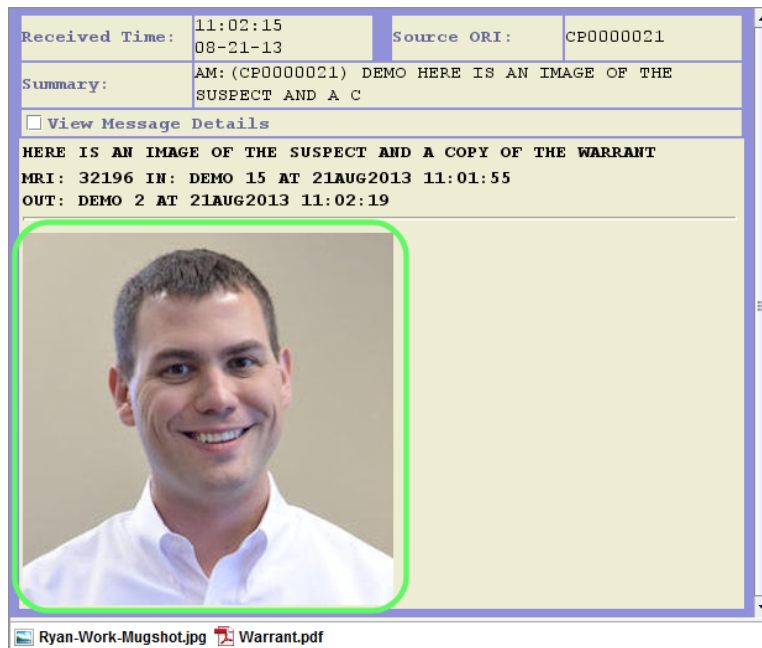 Received Time:
11:02:15
08-21-13
Source ORI:
CP0000021
Summary:
AM:(CP0000021) DEMO HERE IS AN IMAGE OF THE
SUSPECT AND A C
View Message Details
HERE IS AN IMAGE OF THE SUSPECT AND A COPY OF THE WARRANT
MRI: 32196 IN: DEMO 15 AT 21AUG2013 11:01:55
OUT: DEMO 2 AT 21AUG2013 11:02:19
Ryan-Work-Mugshot.jpg Warrant.pdf